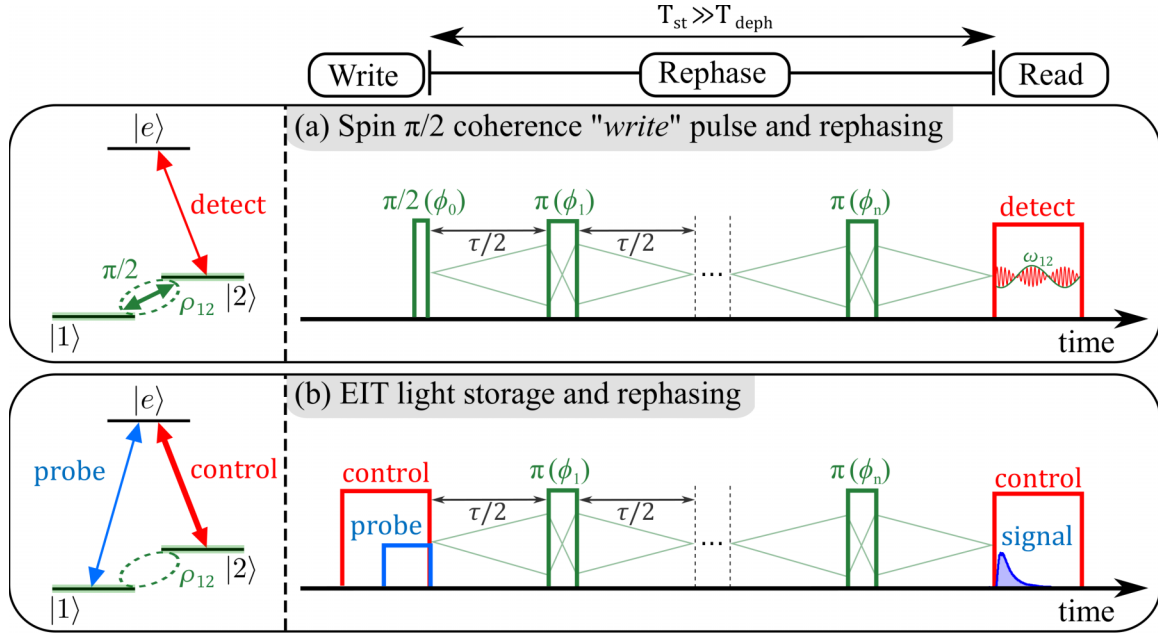 T_st ≫ T_deph
Write
Rephase
Read
(a) Spin π/2 coherence "write" pulse and rephasing
|e⟩
detect
π/2
ρ₁₂
|2⟩
|1⟩
π/2 (ϕ₀)
π (ϕ₁)
π (ϕₙ)
detect
τ/2
τ/2
...
ω₁₂
time
(b) EIT light storage and rephasing
|e⟩
probe
control
ρ₁₂
|2⟩
|1⟩
control
π (ϕ₁)
π (ϕₙ)
control
τ/2
τ/2
probe
...
signal
time